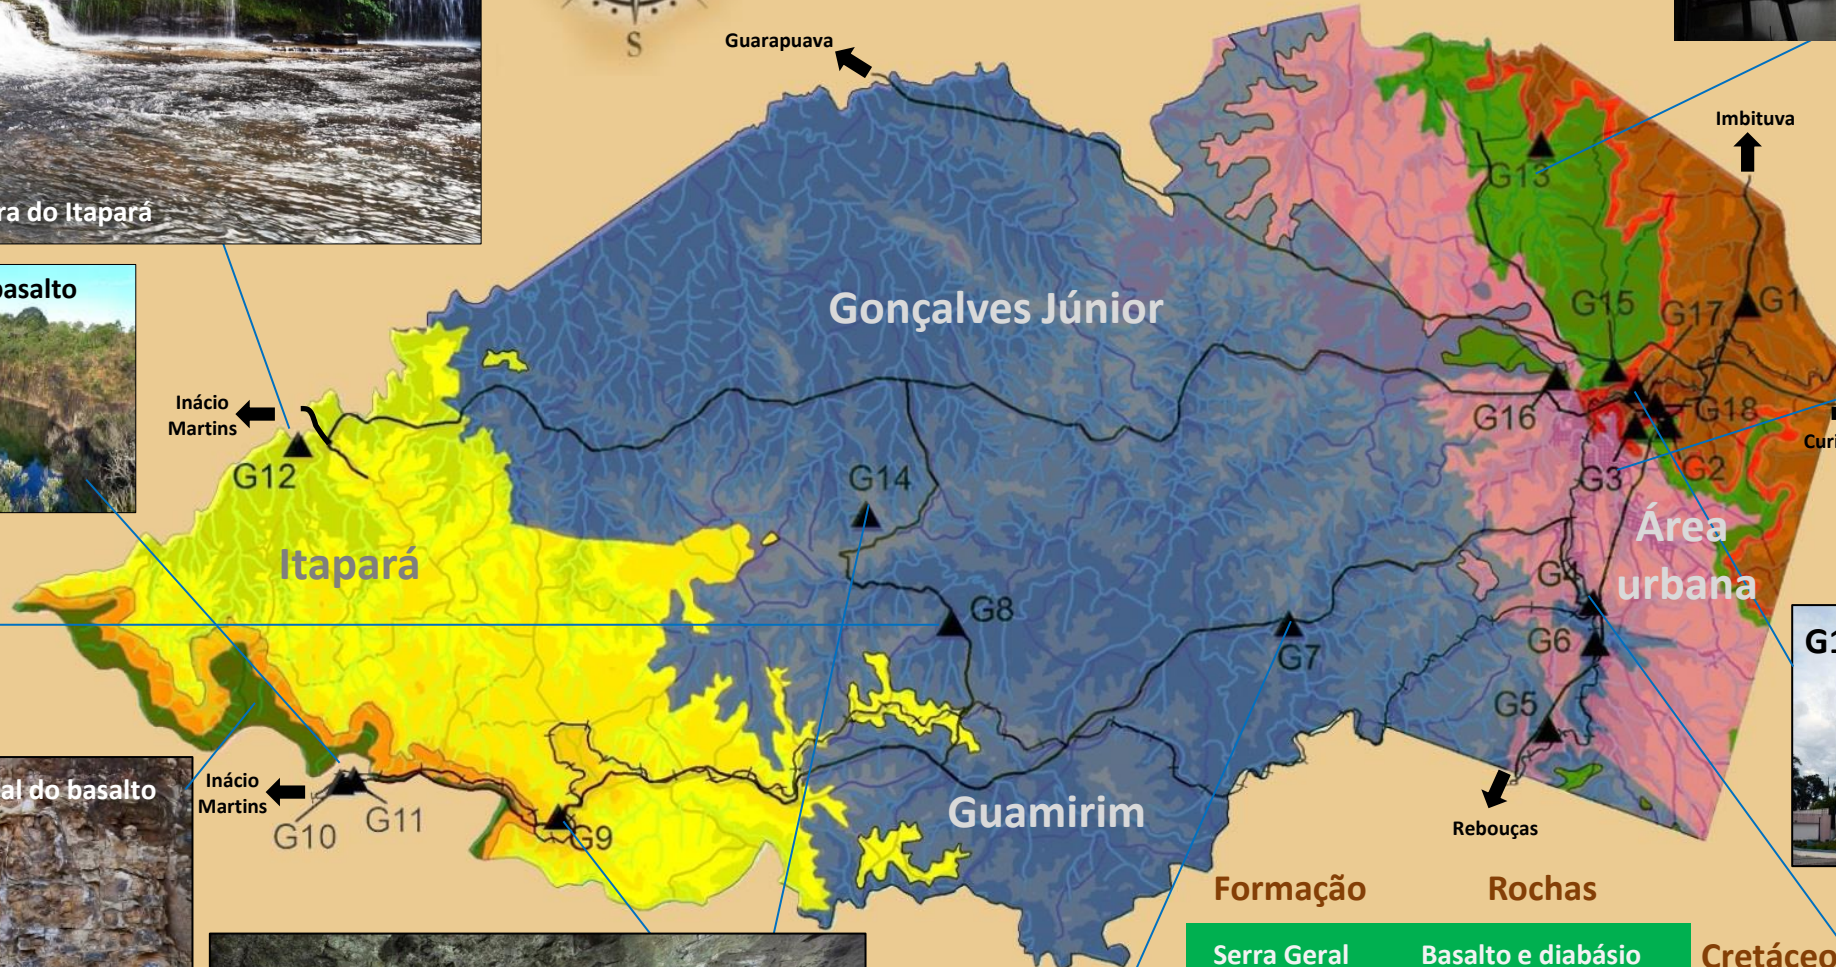 S
Guarapuava
Imbituva
ra do Itapará
G13
basalto
Gonçalves Júnior
G15
G17
G1
Inácio
Martins
G16
G18
Curi
G12
G14
G3
G2
Área
urbana
Itapará
G4
G8
G6
G7
G1
G5
al do basalto
Inácio
Martins
G10
G11
G9
Guamirim
Rebouças
Formação
Rochas
Serra Geral
Basalto e diabásio
Cretáceo